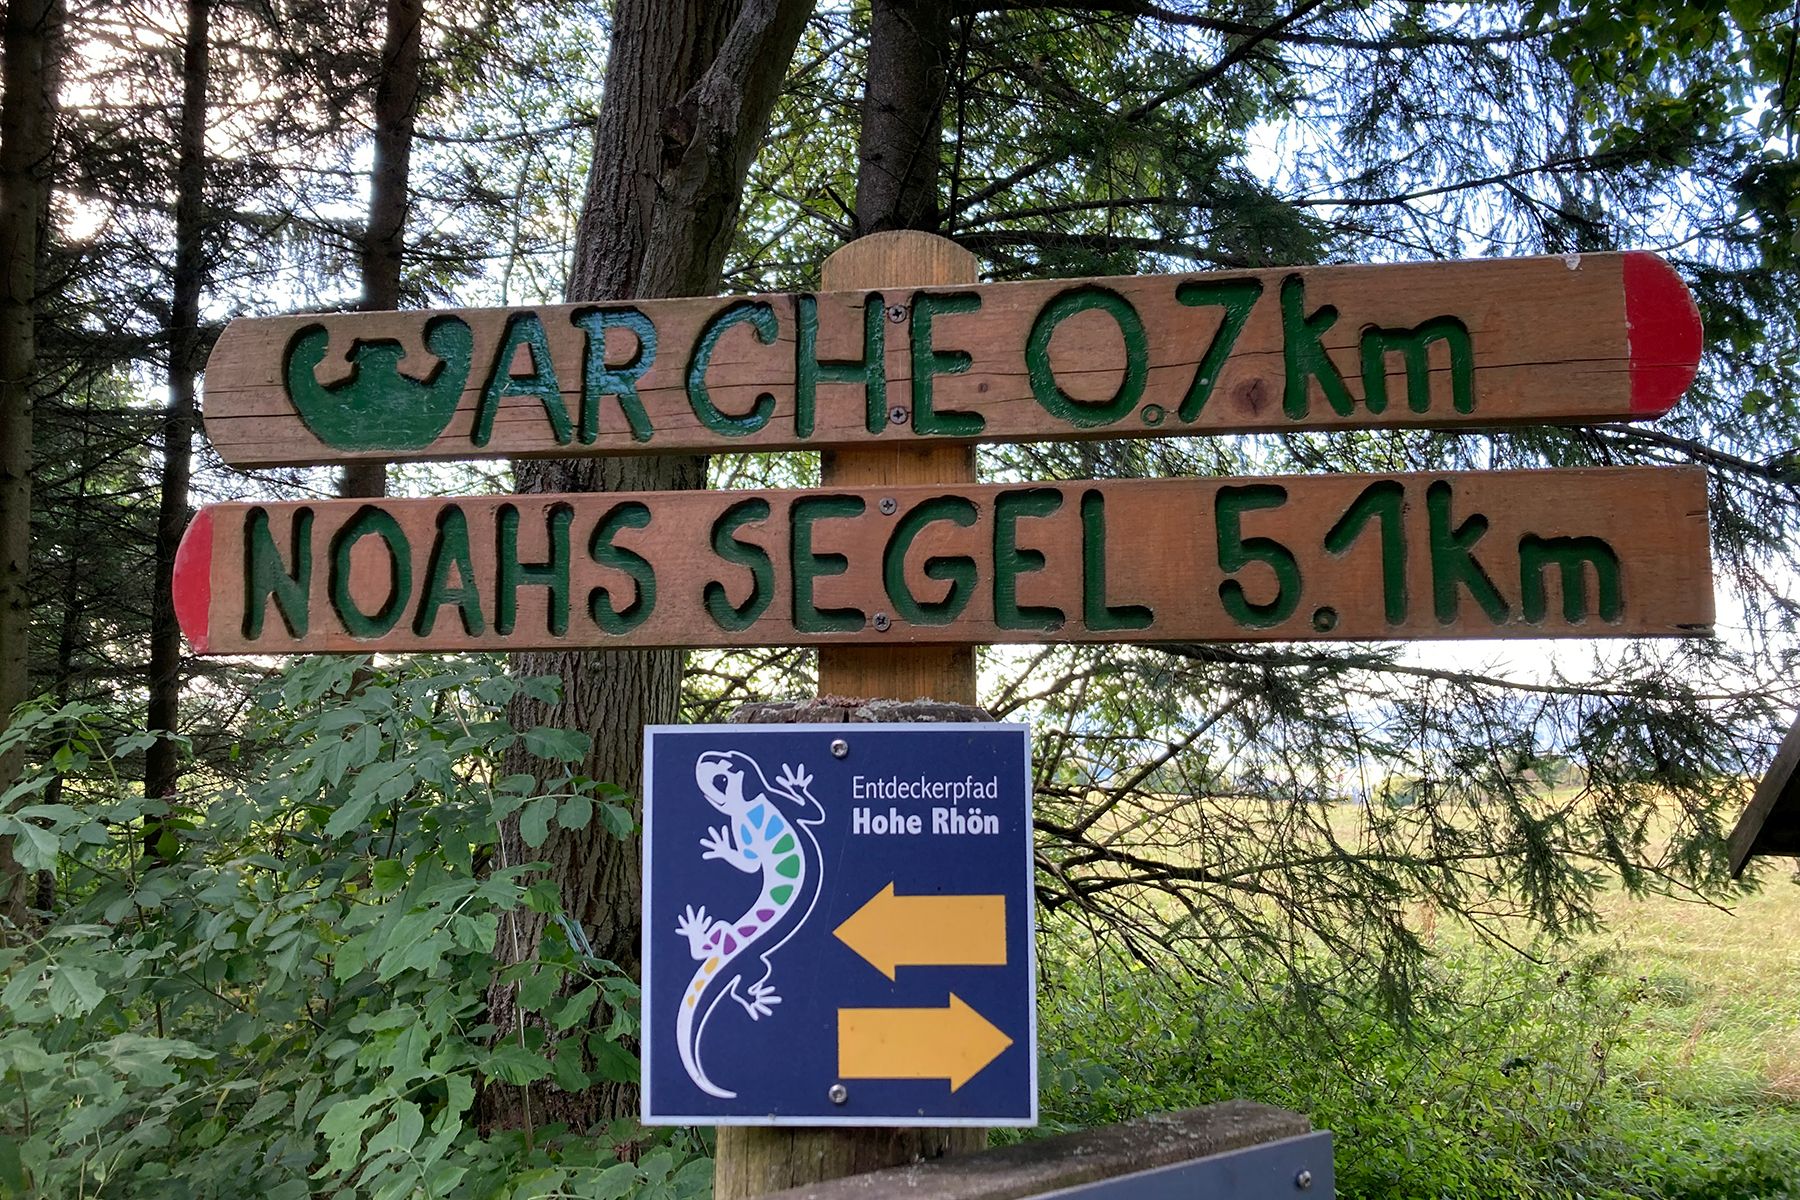 ARCHE 0.7km
NOAHS SEGEL 5.1km
Entdeckerpfad
Hohe Rhön